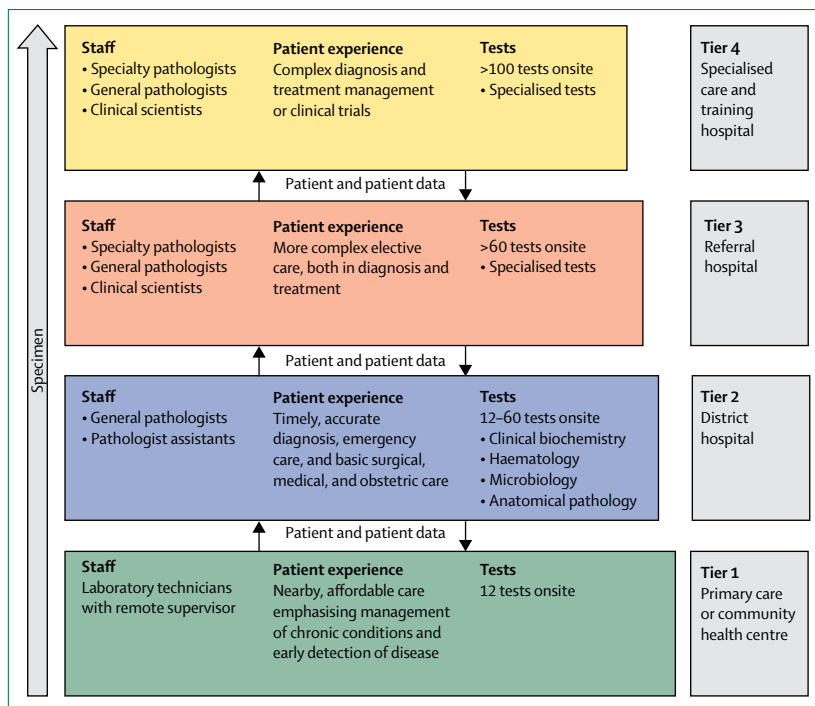 Staff
• Specialty pathologists
• General pathologists
• Clinical scientists
Patient experience
Complex diagnosis and
treatment management
or clinical trials
Tests
>100 tests onsite
• Specialised tests
Tier 4
Specialised
care and
training
hospital
Patient and patient data
Staff
• Specialty pathologists
• General pathologists
• Clinical scientists
Patient experience
More complex elective
care, both in diagnosis and
treatment
Tests
>60 tests onsite
• Specialised tests
Tier 3
Referral
hospital
Patient and patient data
Staff
• General pathologists
• Pathologist assistants
Patient experience
Timely, accurate
diagnosis, emergency
care, and basic surgical,
medical, and obstetric care
Tests
12–60 tests onsite
• Clinical biochemistry
• Haematology
• Microbiology
• Anatomical pathology
Tier 2
District
hospital
Patient and patient data
Staff
Laboratory technicians
with remote supervisor
Patient experience
Nearby, affordable care
emphasising management
of chronic conditions and
early detection of disease
Tests
12 tests onsite
Tier 1
Primary care
or community
health centre
Specimen